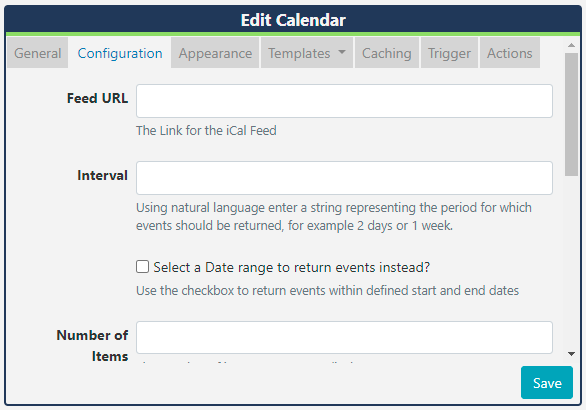 Edit Calendar
General Configuration Appearance Templates Caching Trigger Actions
Feed URL
The Link for the iCal Feed
Interval
Using natural language enter a string representing the period for which
events should be returned, for example 2 days or 1 week.
Select a Date range to return events instead?
Use the checkbox to return events within defined start and end dates
Number of
Items
Save